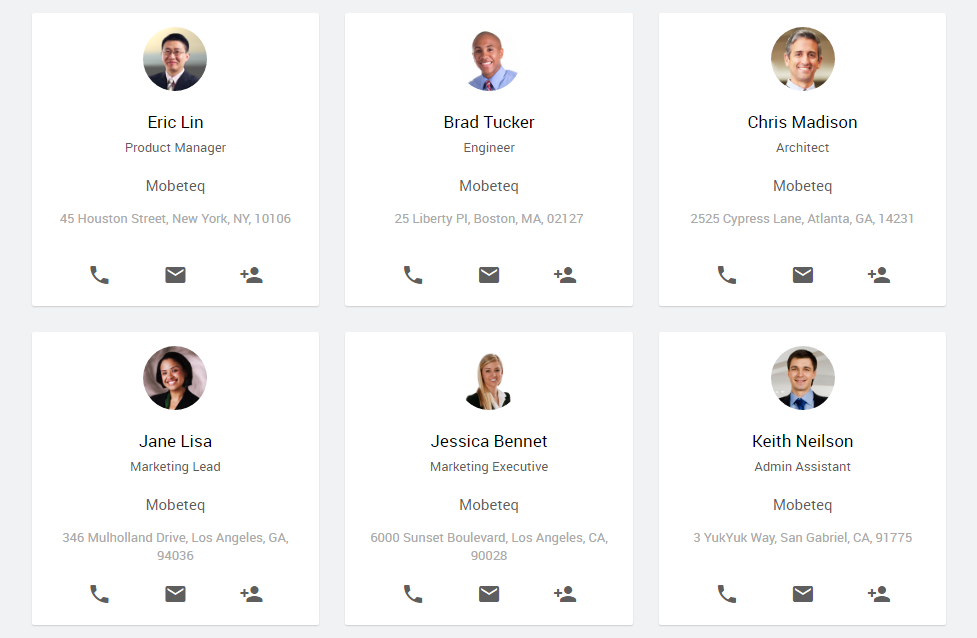 Eric Lin
Product Manager
Mobeteq
45 Houston Street, New York, NY, 10106
Brad Tucker
Engineer
Mobeteq
25 Liberty PI, Boston, MA, 02127
Chris Madison
Architect
Mobeteq
2525 Cypress Lane, Atlanta, GA, 14231
Jane Lisa
Marketing Lead
Mobeteq
346 Mulholland Drive, Los Angeles, GA,
94036
Jessica Bennet
Marketing Executive
Mobeteq
6000 Sunset Boulevard, Los Angeles, CA,
90028
Keith Neilson
Admin Assistant
Mobeteq
3 YukYuk Way, San Gabriel, CA, 91775